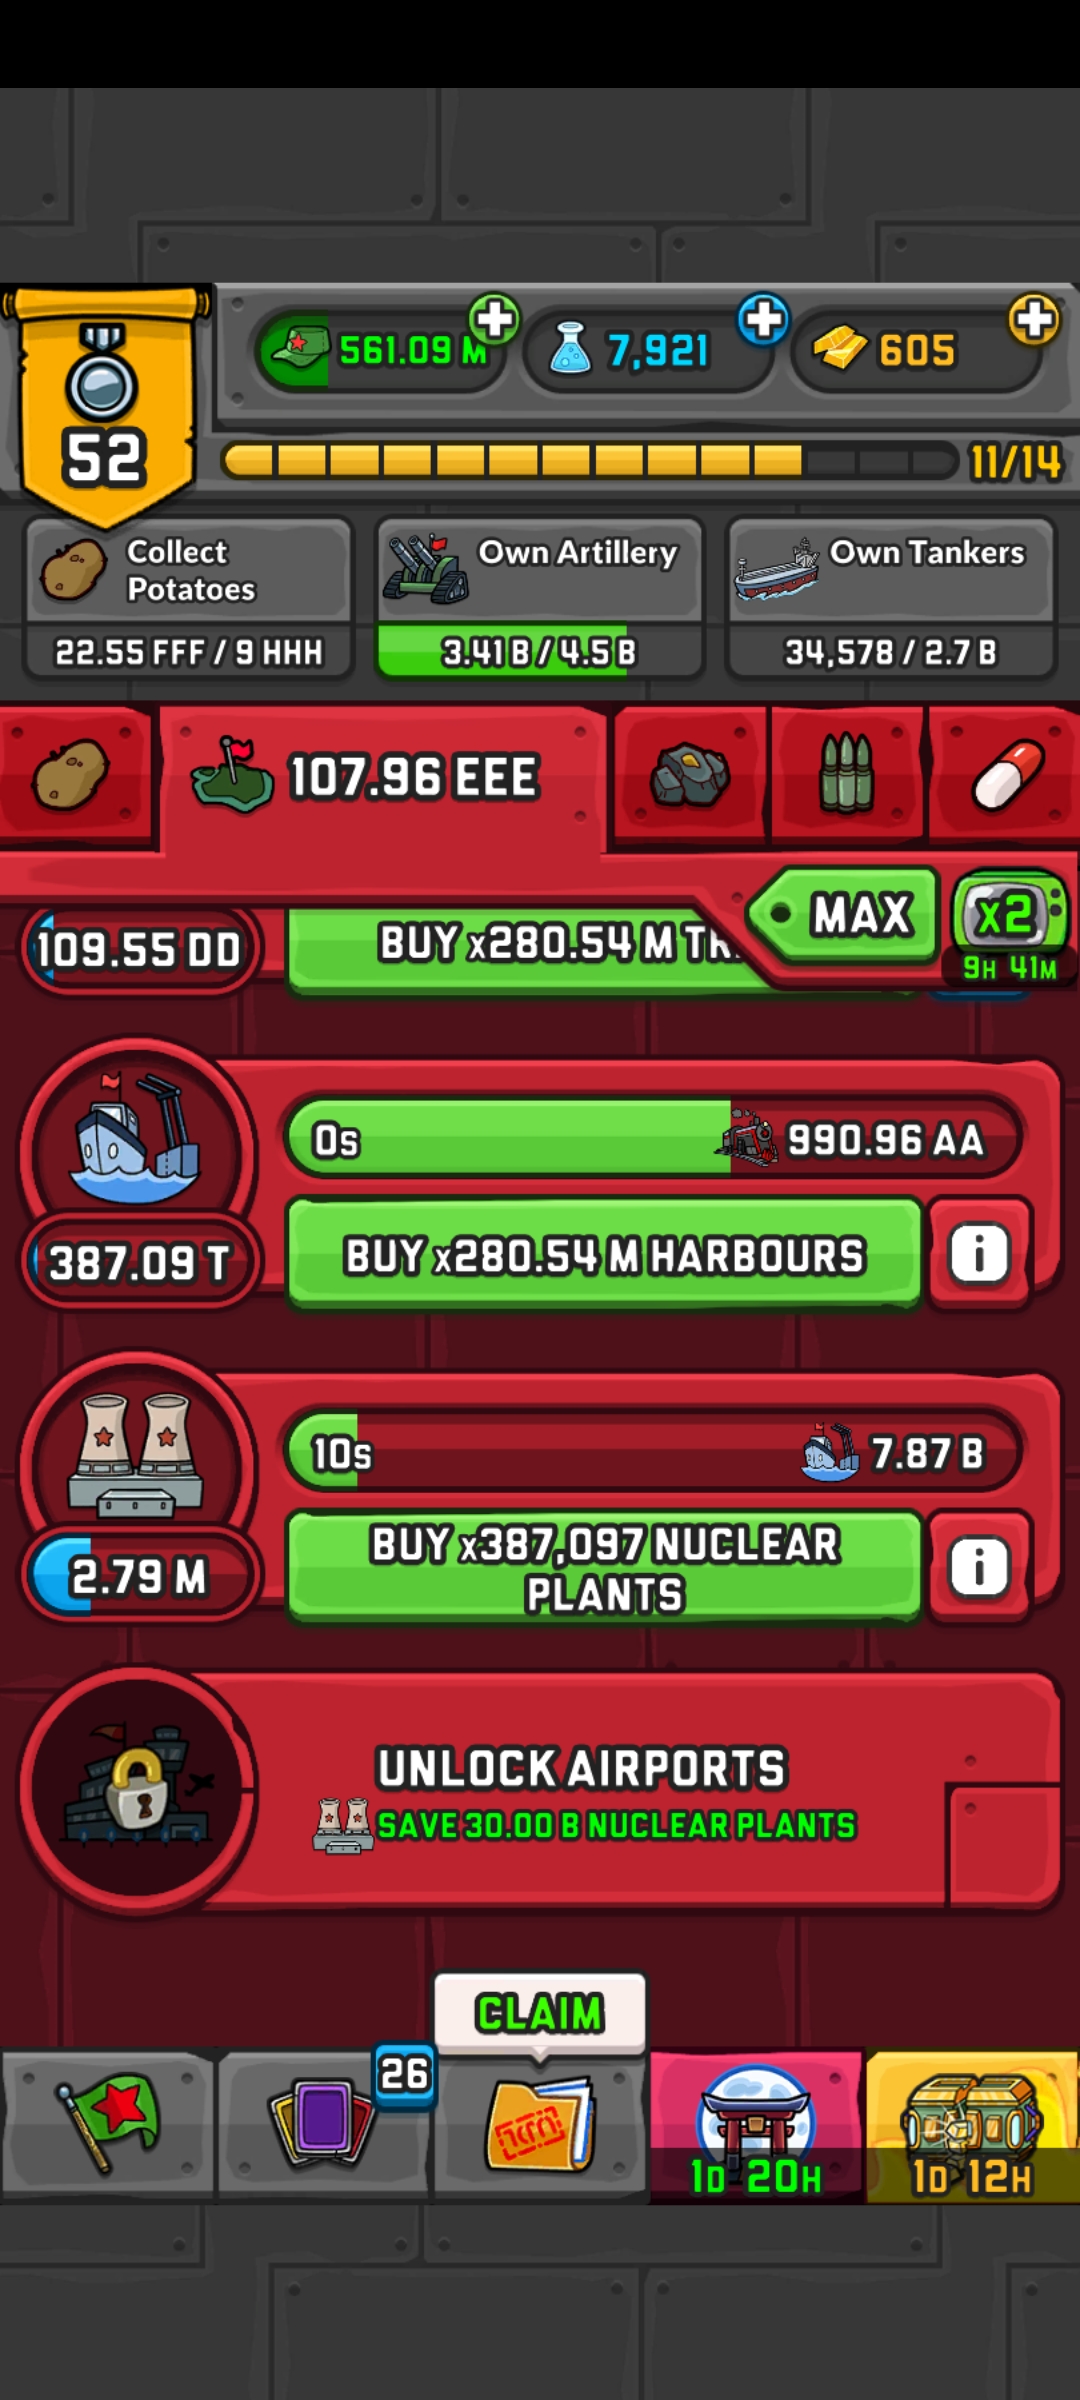 561.09 M
7,921
605
52
11/14
Collect
Potatoes
22.55 FFF / 9 HHH
Own Artillery
3.41 B / 4.5 B
Own Tankers
34,578 / 2.7 B
107.96 EEE
MAX
x2
9H 41M
109.55 DD
BUY x280.54 M TR
0s
990.96 AA
387.09 T
BUY x280.54 M HARBOURS
i
10s
7.87 B
2.79 M
BUY x387,097 NUCLEAR
PLANTS
i
UNLOCK AIRPORTS
SAVE 30.00 B NUCLEAR PLANTS
CLAIM
26
1D 20H
1D 12H